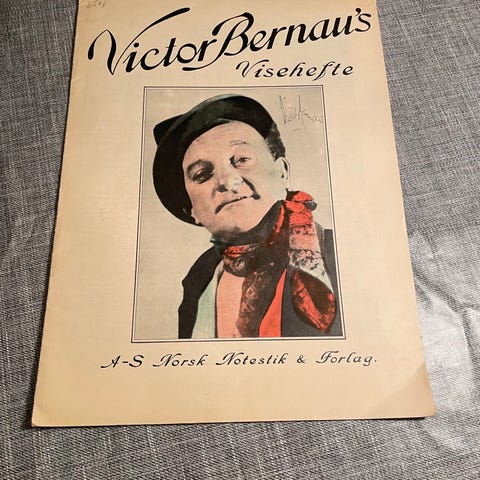 Victor Bernau's
Visehefte
A-S Norsk Notestik & Forlag.